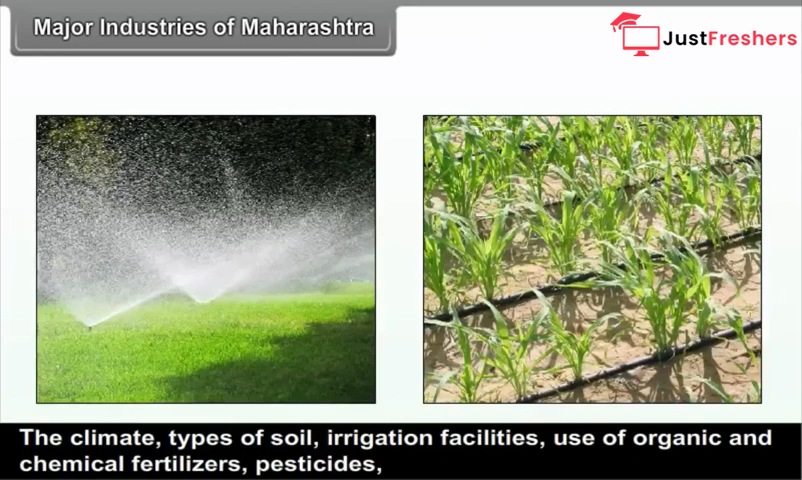 Major Industries of Maharashtra
JustFreshers
The climate, types of soil, irrigation facilities, use of organic and
chemical fertilizers, pesticides,